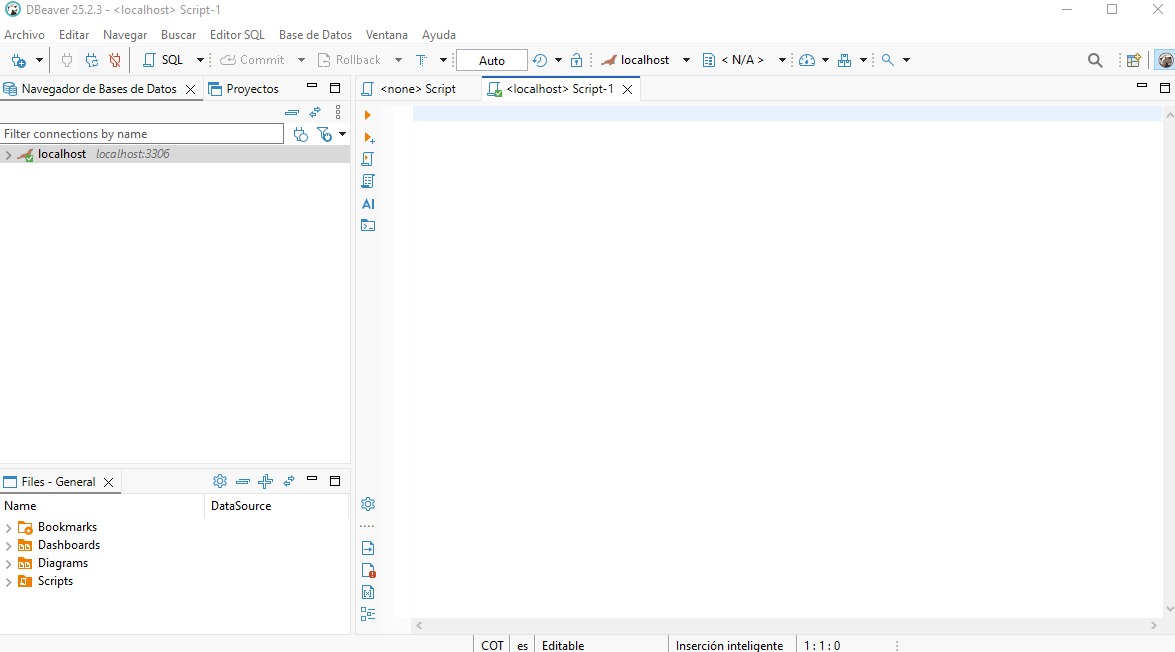 DBeaver 25.2.3 - <localhost> Script-1
Archivo Editar Navegar Buscar Editor SQL Base de Datos Ventana Ayuda
SQL Commit Rollback T Auto localhost < N/A >
Navegador de Bases de Datos Proyectos <none> Script <localhost> Script-1
Filter connections by name
localhost localhost:3306
AI
Files - General
Name DataSource
Bookmarks
Dashboards
Diagrams
Scripts
COT es Editable Inserción inteligente 1 : 1 : 0